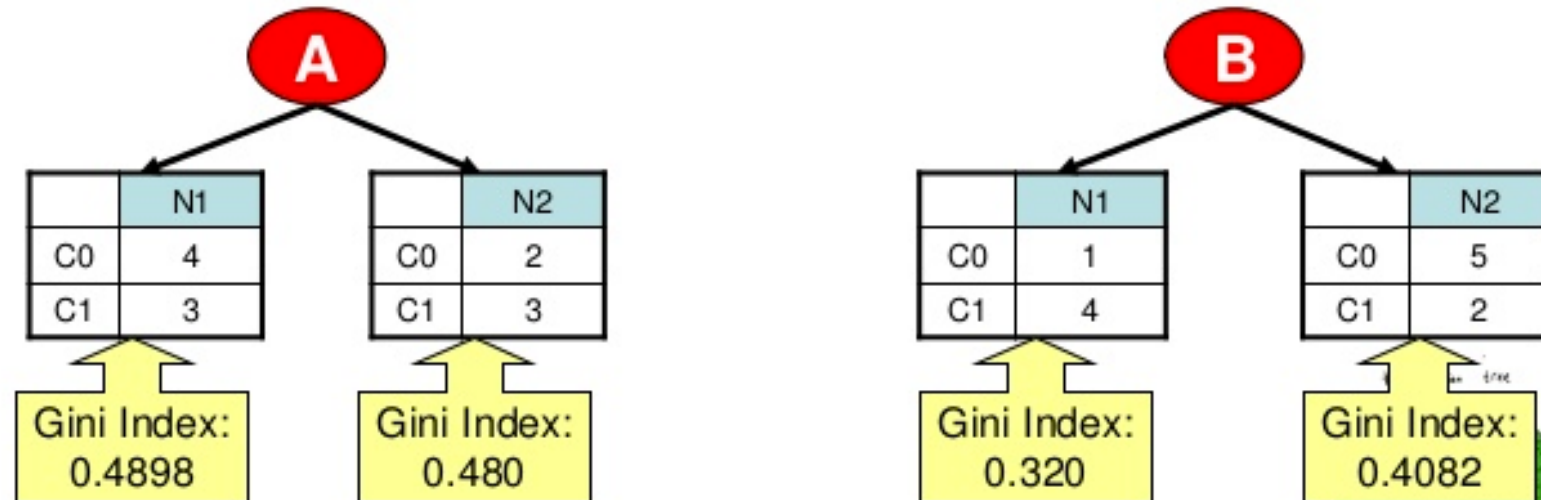 A
B
N1
C0 4
C1 3
N2
C0 2
C1 3
N1
C0 1
C1 4
N2
C0 5
C1 2
tree
Gini Index:
0.4898
Gini Index:
0.480
Gini Index:
0.320
Gini Index:
0.4082